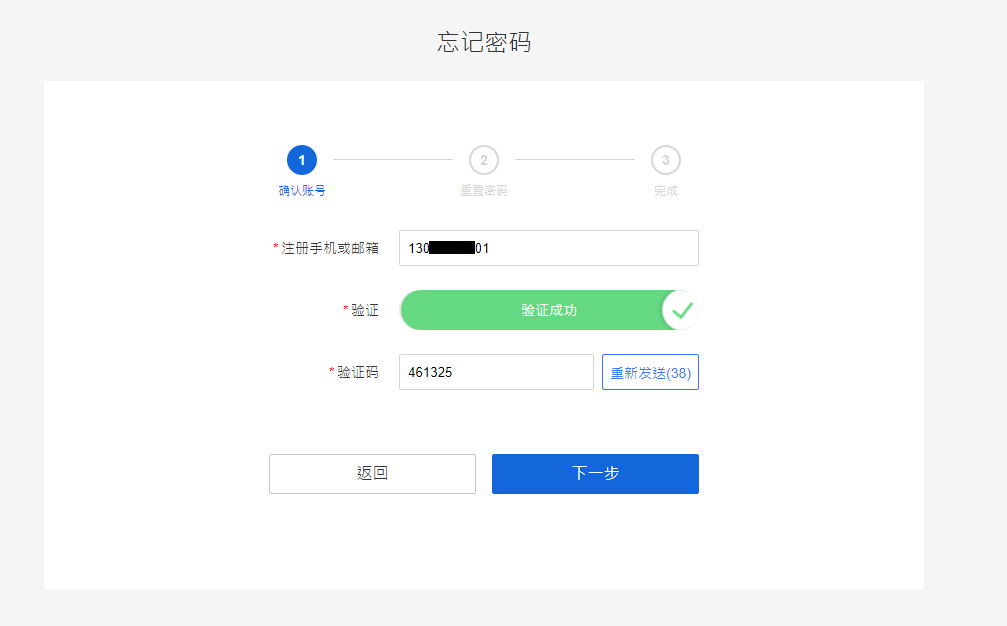 忘记密码
1 2 3
确认账号 重置密码 完成
*注册手机或邮箱 130 01
*验证 验证成功
*验证码 461325 重新发送(38)
返回 下一步